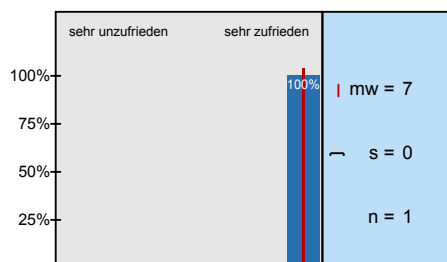 sehr unzufrieden sehr zufrieden
100%
100%
75%
50%
25%
mw = 7
s = 0
n = 1